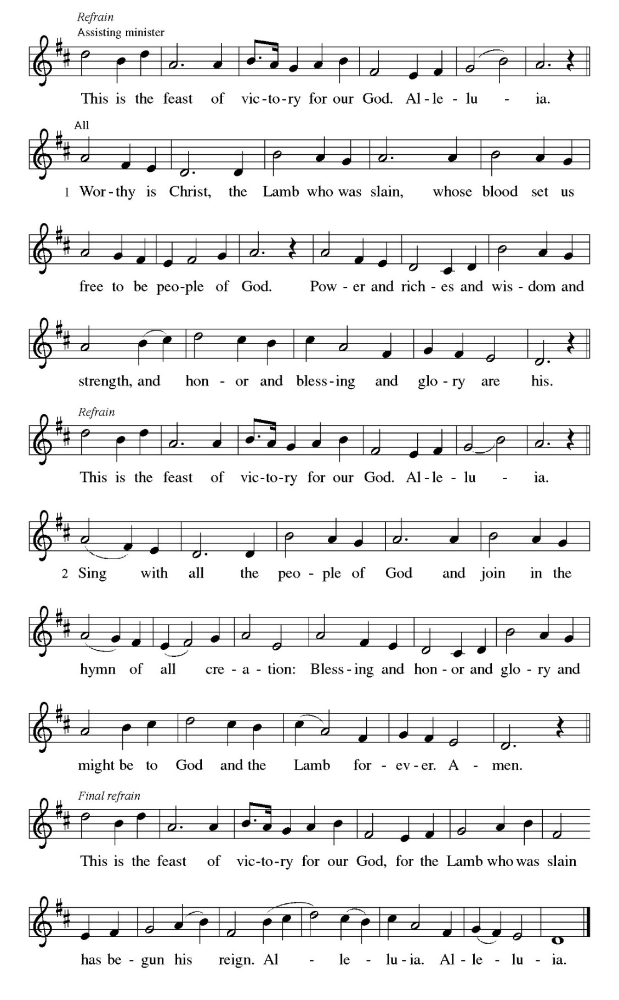 Refrain
Assisting minister
This is the feast of vic-to-ry for our God. Al-le-lu-ia.
All
1 Wor-thy is Christ, the Lamb who was slain, whose blood set us
free to be peo-ple of God. Pow-er and rich-es and wis-dom and
strength, and hon-or and bless-ing and glo-ry are his.
Refrain
This is the feast of vic-to-ry for our God. Al-le-lu-ia.
2 Sing with all the peo-ple of God and join in the
hymn of all cre-a-tion: Bless-ing and hon-or and glo-ry and
might be to God and the Lamb for-ev-er. A-men.
Final refrain
This is the feast of vic-to-ry for our God, for the Lamb who was slain
has be-gun his reign. Al-le-lu-ia. Al-le-lu-ia.